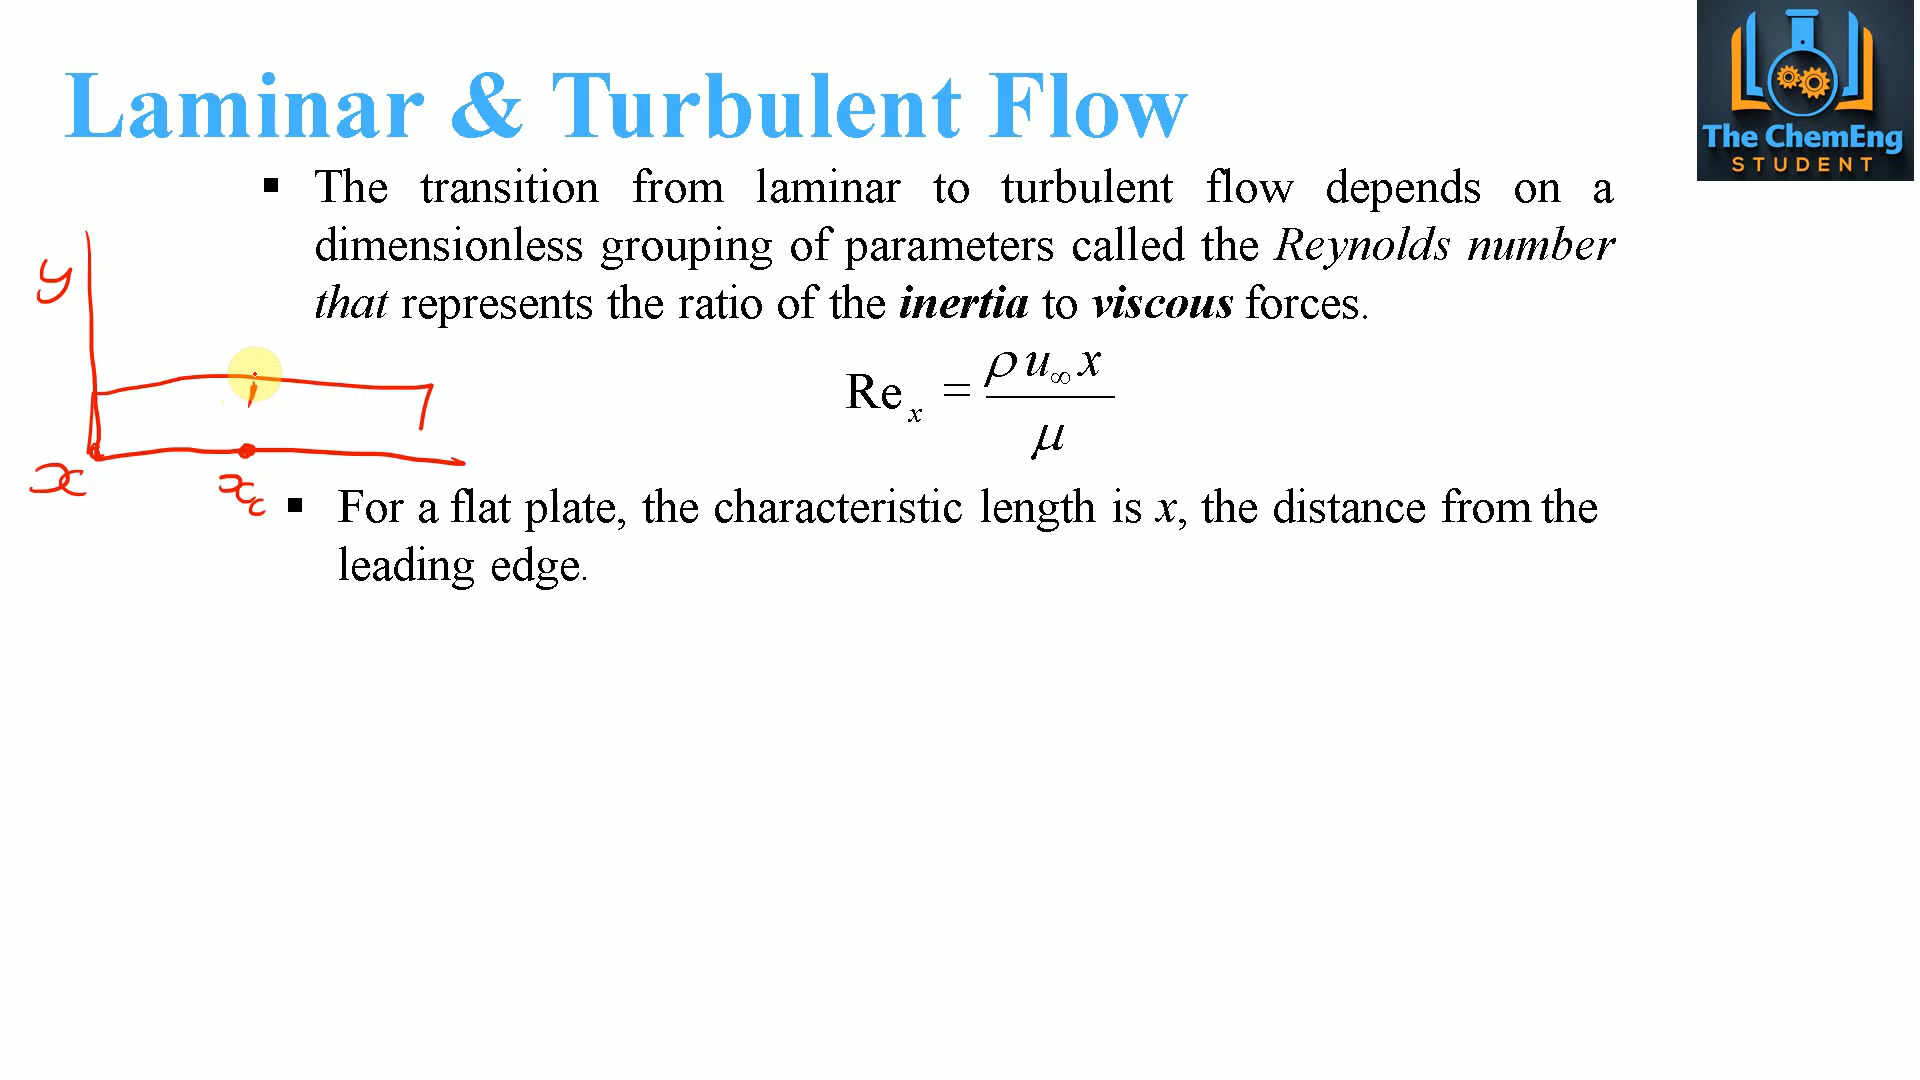 Laminar & Turbulent Flow
The ChemEng
STUDENT
▪ The transition from laminar to turbulent flow depends on a
dimensionless grouping of parameters called the Reynolds number
that represents the ratio of the inertia to viscous forces.
y
Re_x = ρ u_∞ x / μ
x
x_c
▪ For a flat plate, the characteristic length is x, the distance from the
leading edge.